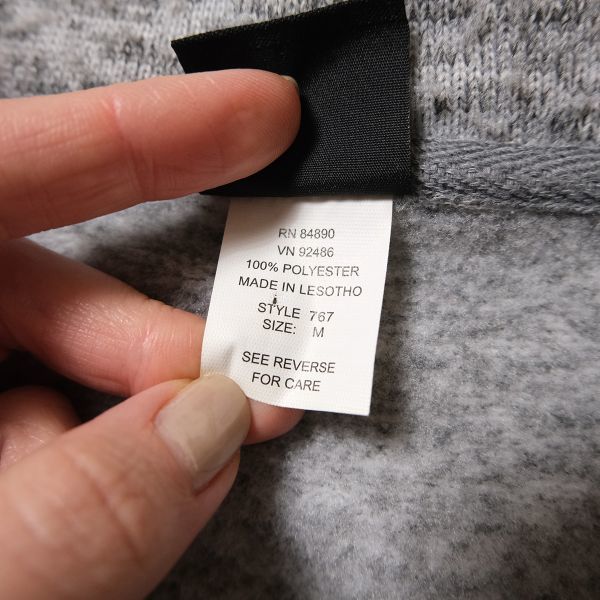 RN 84890
VN 92486
100% POLYESTER
MADE IN LESOTHO
STYLE 767
SIZE: M
SEE REVERSE
FOR CARE